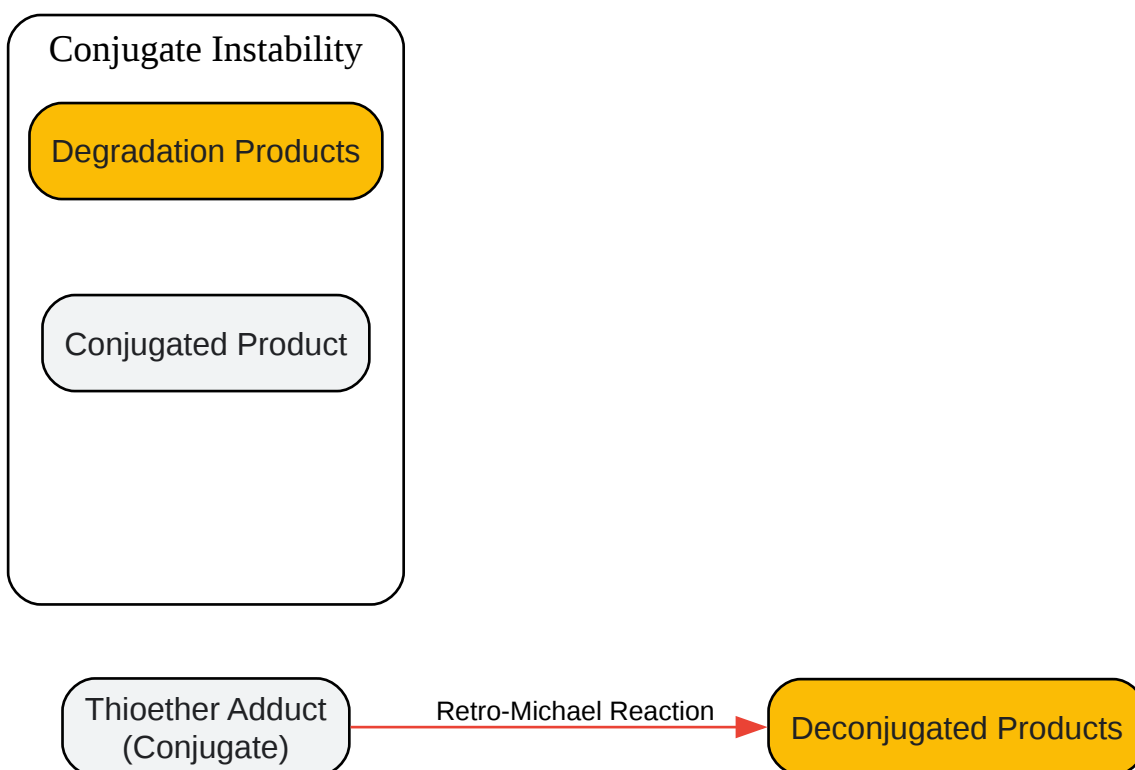 Conjugate Instability
Degradation Products
Conjugated Product
Thioether Adduct
(Conjugate)
Retro-Michael Reaction
Deconjugated Products